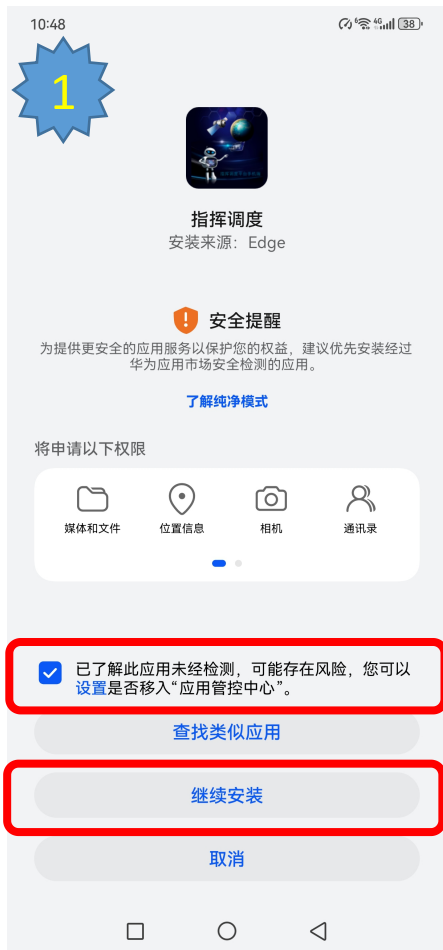 10:48
4G
38
1
指挥调度
安装来源：Edge
安全提醒
为提供更安全的应用服务以保护您的权益，建议优先安装经过
华为应用市场安全检测的应用。
了解纯净模式
将申请以下权限
媒体和文件 位置信息 相机 通讯录
已了解此应用未经检测，可能存在风险，您可以
设置是否移入“应用管控中心”。
查找类似应用
继续安装
取消